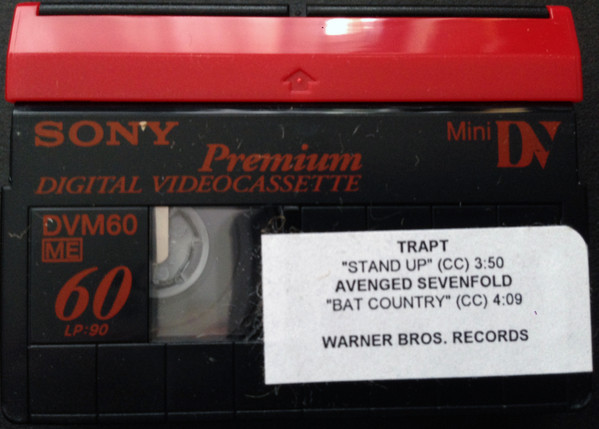 SONY
Mini DV
Premium
DIGITAL VIDEOCASSETTE
DVM60
ME
60
LP:90
TRAPT
"STAND UP" (CC) 3:50
AVENGED SEVENFOLD
"BAT COUNTRY" (CC) 4:09
WARNER BROS. RECORDS